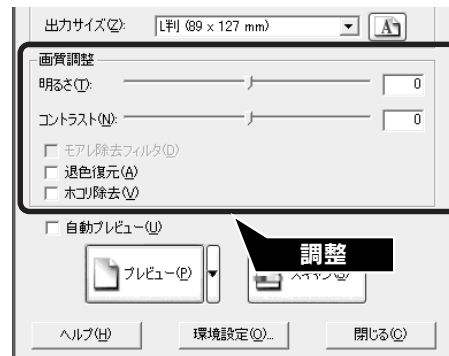 出力サイズ(Z): L判 (89 x 127 mm)
画質調整
明るさ(T): 0
コントラスト(N): 0
モアレ除去フィルタ(D)
退色復元(A)
ホコリ除去(V)
自動プレビュー(U)
調整
プレビュー(P)
ヘルプ(H) 環境設定(O)... 閉じる(C)